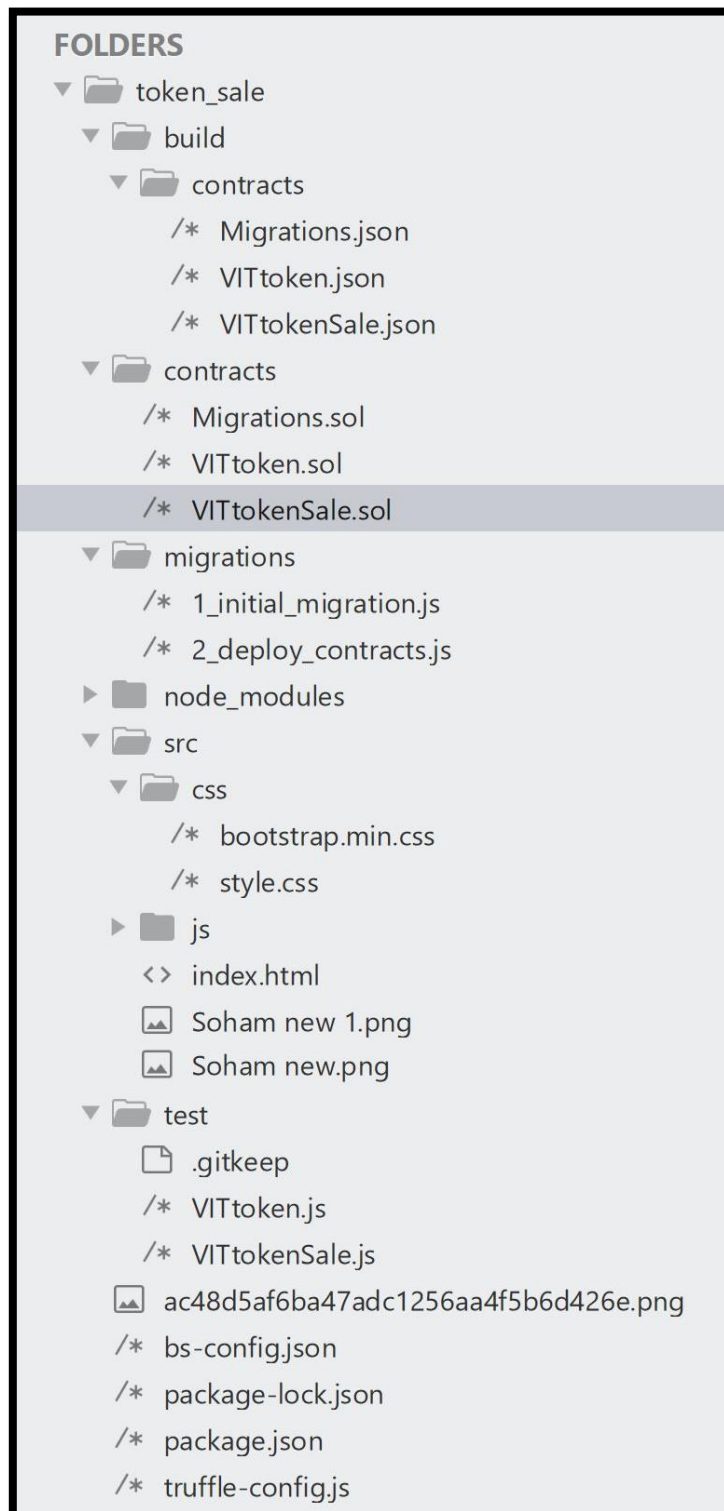 FOLDERS
token_sale
build
contracts
/* Migrations.json
/* VITtoken.json
/* VITtokenSale.json
contracts
/* Migrations.sol
/* VITtoken.sol
/* VITtokenSale.sol
migrations
/* 1_initial_migration.js
/* 2_deploy_contracts.js
node_modules
src
css
/* bootstrap.min.css
/* style.css
js
<> index.html
Soham new 1.png
Soham new.png
test
.gitkeep
/* VITtoken.js
/* VITtokenSale.js
ac48d5af6ba47adc1256aa4f5b6d426e.png
/* bs-config.json
/* package-lock.json
/* package.json
/* truffle-config.js